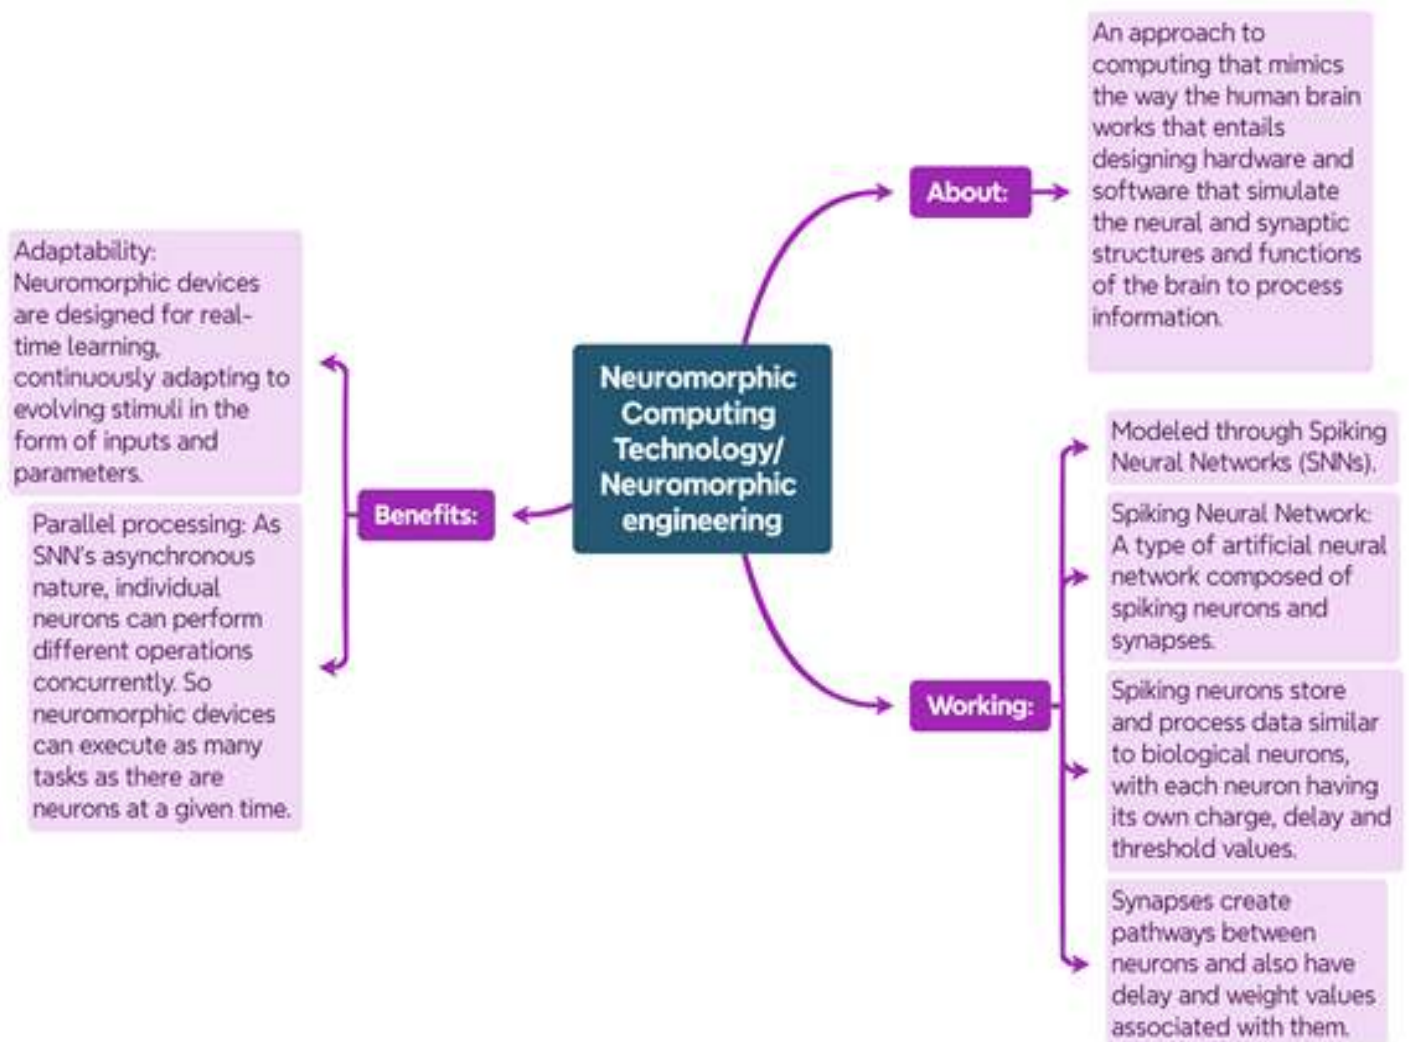 Neuromorphic
Computing
Technology/
Neuromorphic
engineering
About:
An approach to
computing that mimics
the way the human brain
works that entails
designing hardware and
software that simulate
the neural and synaptic
structures and functions
of the brain to process
information.
Working:
Modeled through Spiking
Neural Networks (SNNs).
Spiking Neural Network:
A type of artificial neural
network composed of
spiking neurons and
synapses.
Spiking neurons store
and process data similar
to biological neurons,
with each neuron having
its own charge, delay and
threshold values.
Synapses create
pathways between
neurons and also have
delay and weight values
associated with them.
Benefits:
Adaptability:
Neuromorphic devices
are designed for real-
time learning,
continuously adapting to
evolving stimuli in the
form of inputs and
parameters.
Parallel processing: As
SNN's asynchronous
nature, individual
neurons can perform
different operations
concurrently. So
neuromorphic devices
can execute as many
tasks as there are
neurons at a given time.